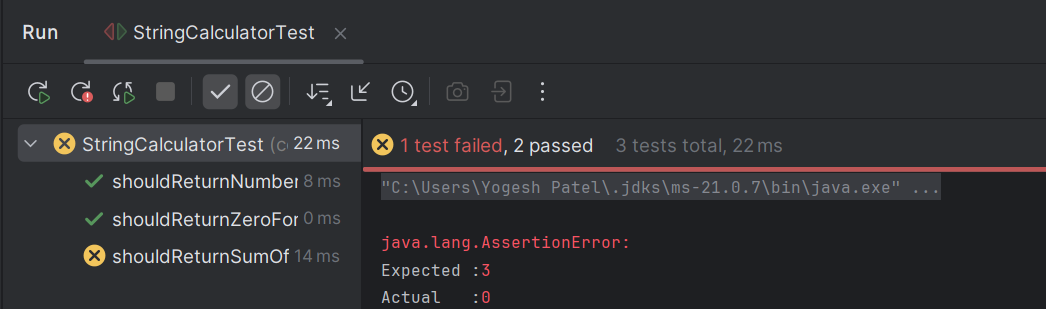 Run StringCalculatorTest
StringCalculatorTest (c 22 ms
shouldReturnNumber 8 ms
shouldReturnZeroFor 0 ms
shouldReturnSumOf 14 ms
1 test failed, 2 passed 3 tests total, 22 ms
"C:\Users\Yogesh Patel\.jdks\ms-21.0.7\bin\java.exe" ...
java.lang.AssertionError:
Expected :3
Actual :0